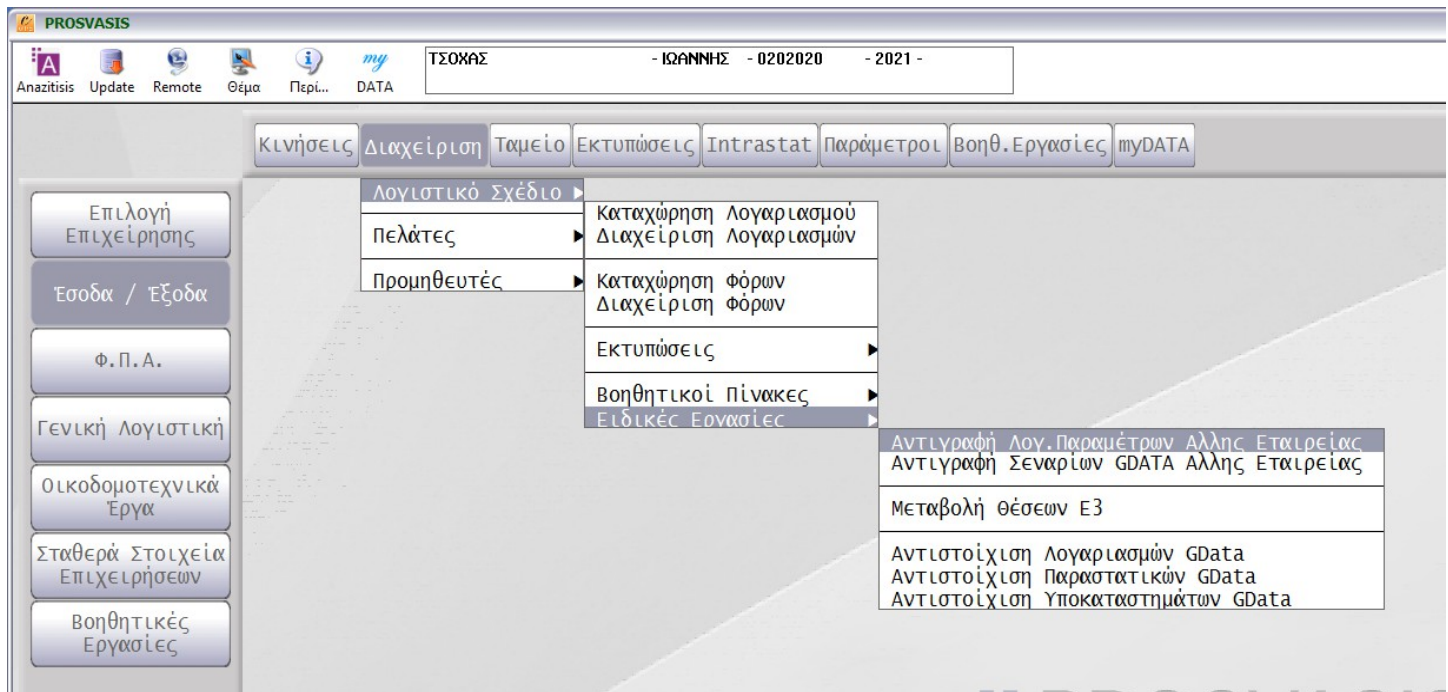 PROSVASIS
Anazitisis Update Remote Θέμα Περί... my DATA
ΤΣΟΧΑΣ - ΙΩΑΝΝΗΣ - 0202020 - 2021 -
Κινήσεις Διαχείριση Ταμείο Εκτυπώσεις Intrastat Παράμετροι Βοηθ.Εργασίες myDATA
Επιλογή
Επιχείρησης
Έσοδα / Έξοδα
Φ.Π.Α.
Γενική Λογιστική
Οικοδομοτεχνικά
Έργα
Σταθερά Στοιχεία
Επιχειρήσεων
Βοηθητικές
Εργασίες
Λογιστικό Σχέδιο
Πελάτες
Προμηθευτές
Καταχώρηση Λογαριασμού
Διαχείριση Λογαριασμών
Καταχώρηση Φόρων
Διαχείριση Φόρων
Εκτυπώσεις
Βοηθητικοί Πίνακες
Ειδικές Εργασίες
Αντιγραφή Λογ.Παραμέτρων Αλλης Εταιρείας
Αντιγραφή Σεναρίων GDATA Αλλης Εταιρείας
Μεταβολή Θέσεων Ε3
Αντιστοίχιση Λογαριασμών GData
Αντιστοίχιση Παραστατικών GData
Αντιστοίχιση Υποκαταστημάτων GData